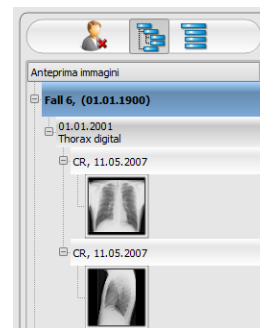 Anteprima immagini
Fall 6, (01.01.1900)
01.01.2001
Thorax digital
CR, 11.05.2007
CR, 11.05.2007